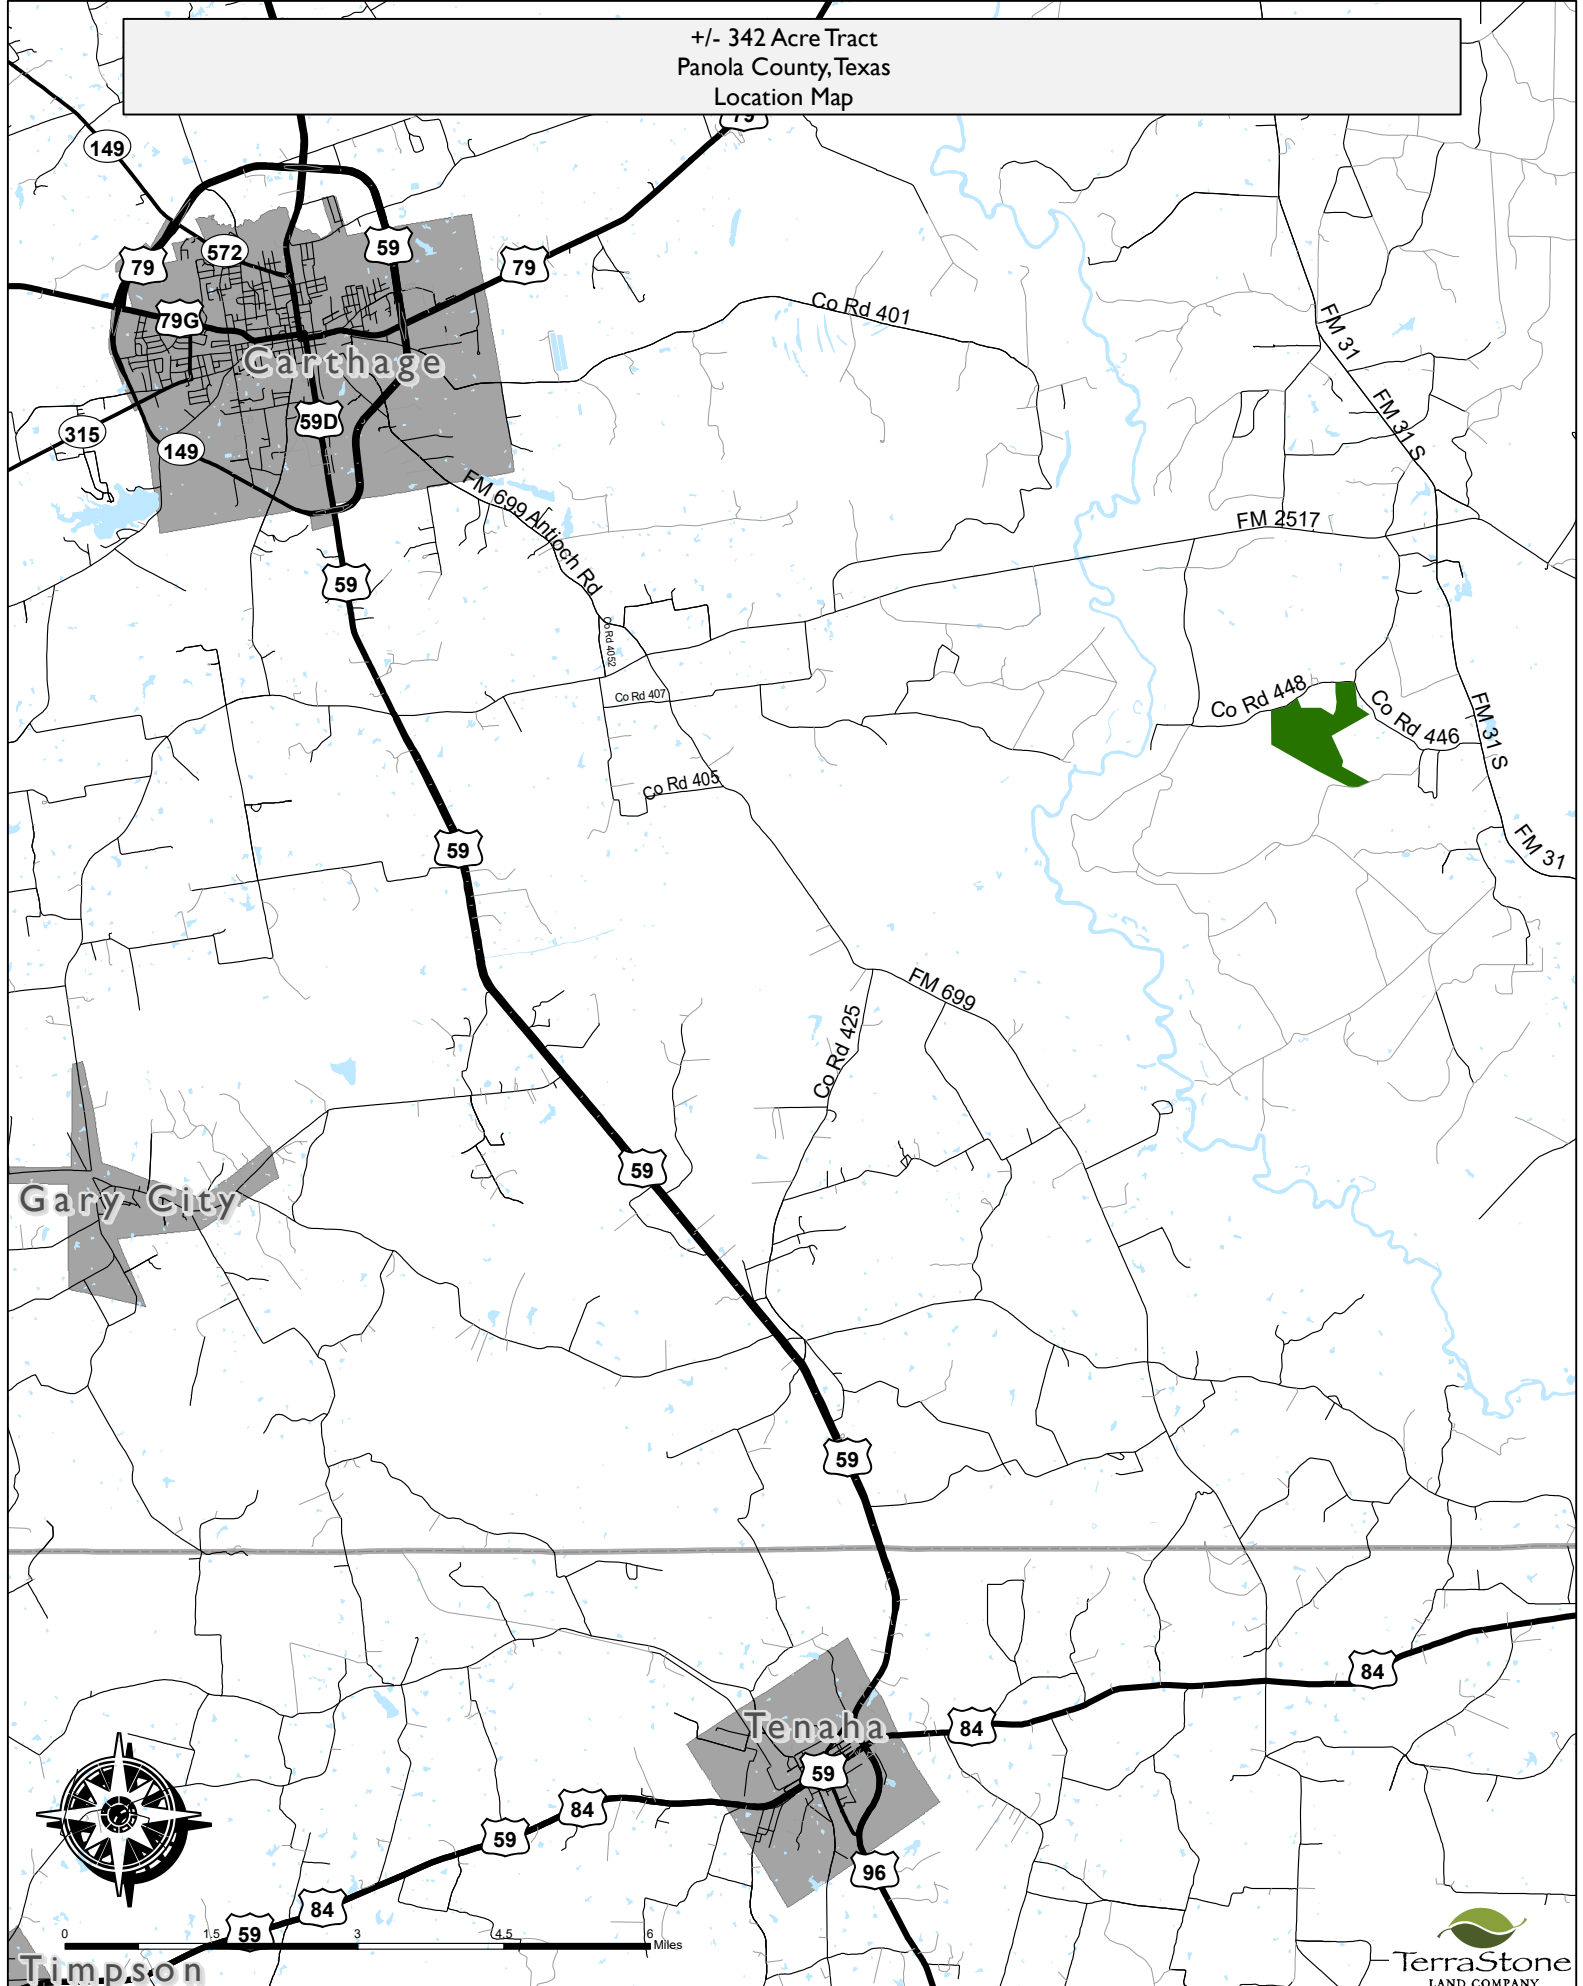 +/- 342 Acre Tract
Panola County, Texas
Location Map
79
149
572
59
79
79
79G
Co Rd 401
FM 31
Carthage
FM 31 S
59D
315
149
FM 699 Antioch Rd
FM 2517
59
Co Rd 4052
Co Rd 407
Co Rd 448
Co Rd 446
FM 31 S
Co Rd 405
59
FM 31
FM 699
Co Rd 425
59
Gary City
59
84
Tenaha
84
59
84
59
96
84
59
0 1.5 3 4.5 6
Miles
Timpson
TerraStone
LAND COMPANY